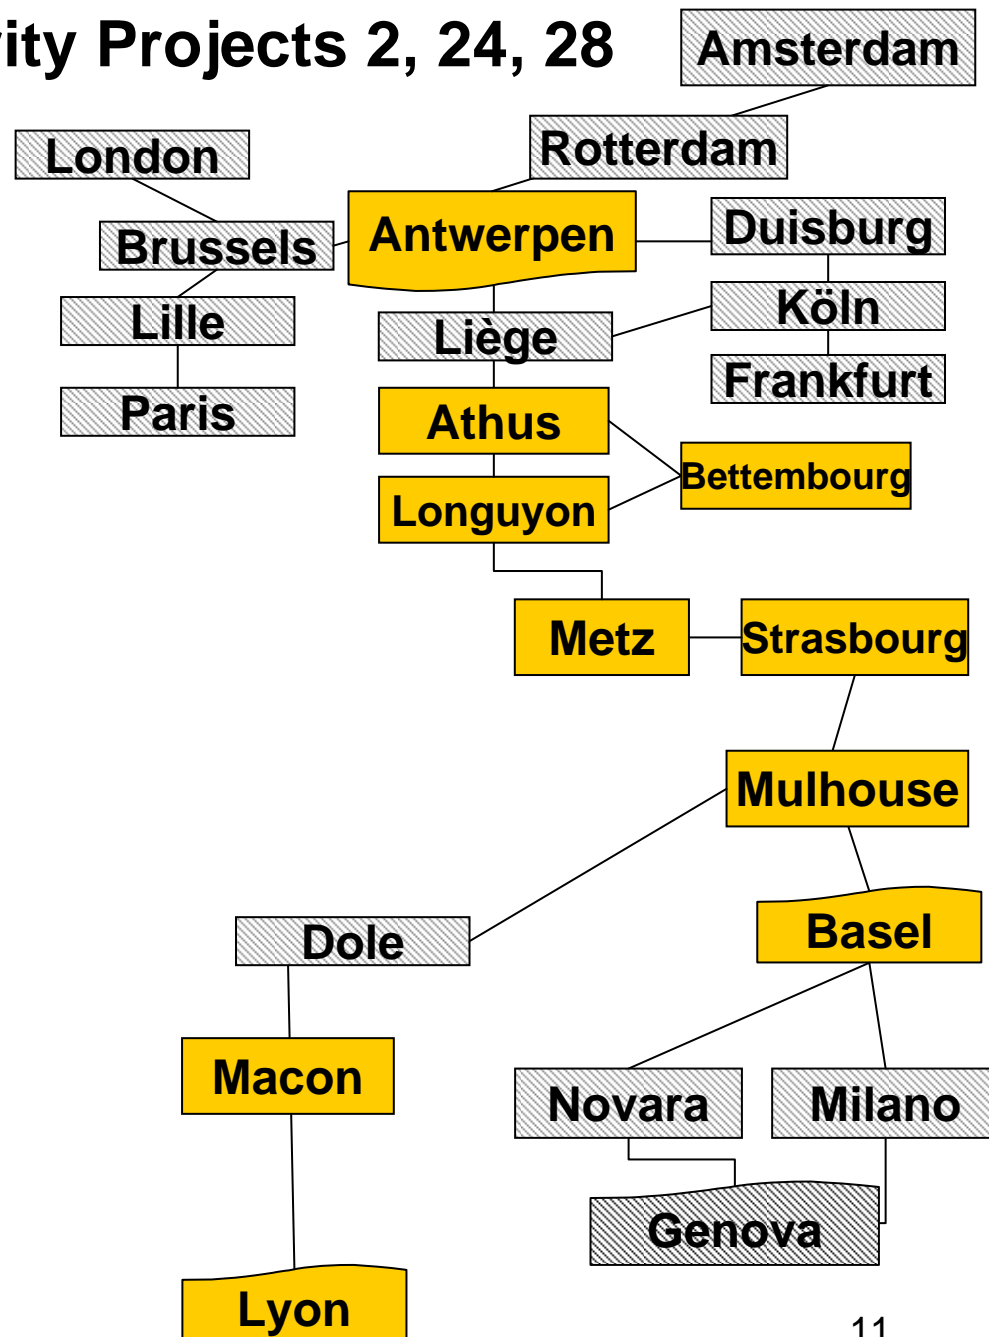 ity Projects 2, 24, 28
Amsterdam
Rotterdam
London
Antwerpen
Duisburg
Brussels
Lille
Liège
Köln
Paris
Frankfurt
Athus
Bettembourg
Longuyon
Metz
Strasbourg
Mulhouse
Basel
Dole
Macon
Novara
Milano
Genova
Lyon
11